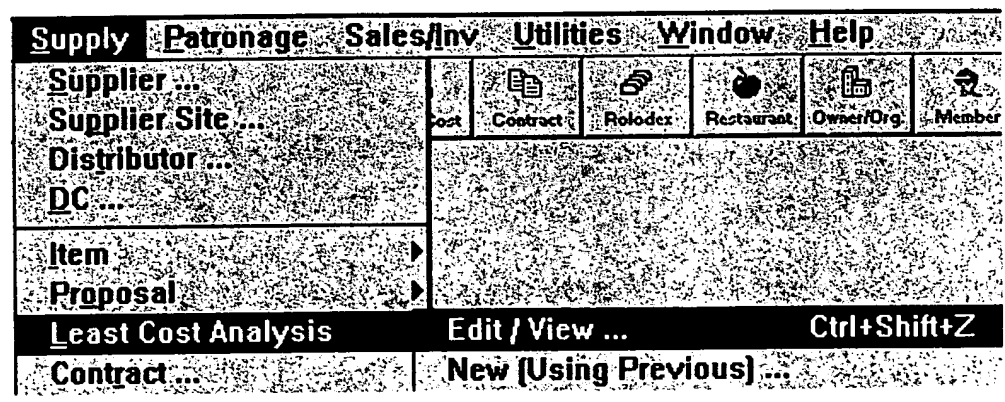 Supply Patronage Sales/Inv Utilities Window Help
Supplier ...
Supplier Site ...
Distributor ...
DC ...
Cost Contract Rolodex Restaurant Owner/Org. Member
Item
Proposal
Least Cost Analysis Edit / View ... Ctrl+Shift+Z
Contract ... New (Using Previous) ...